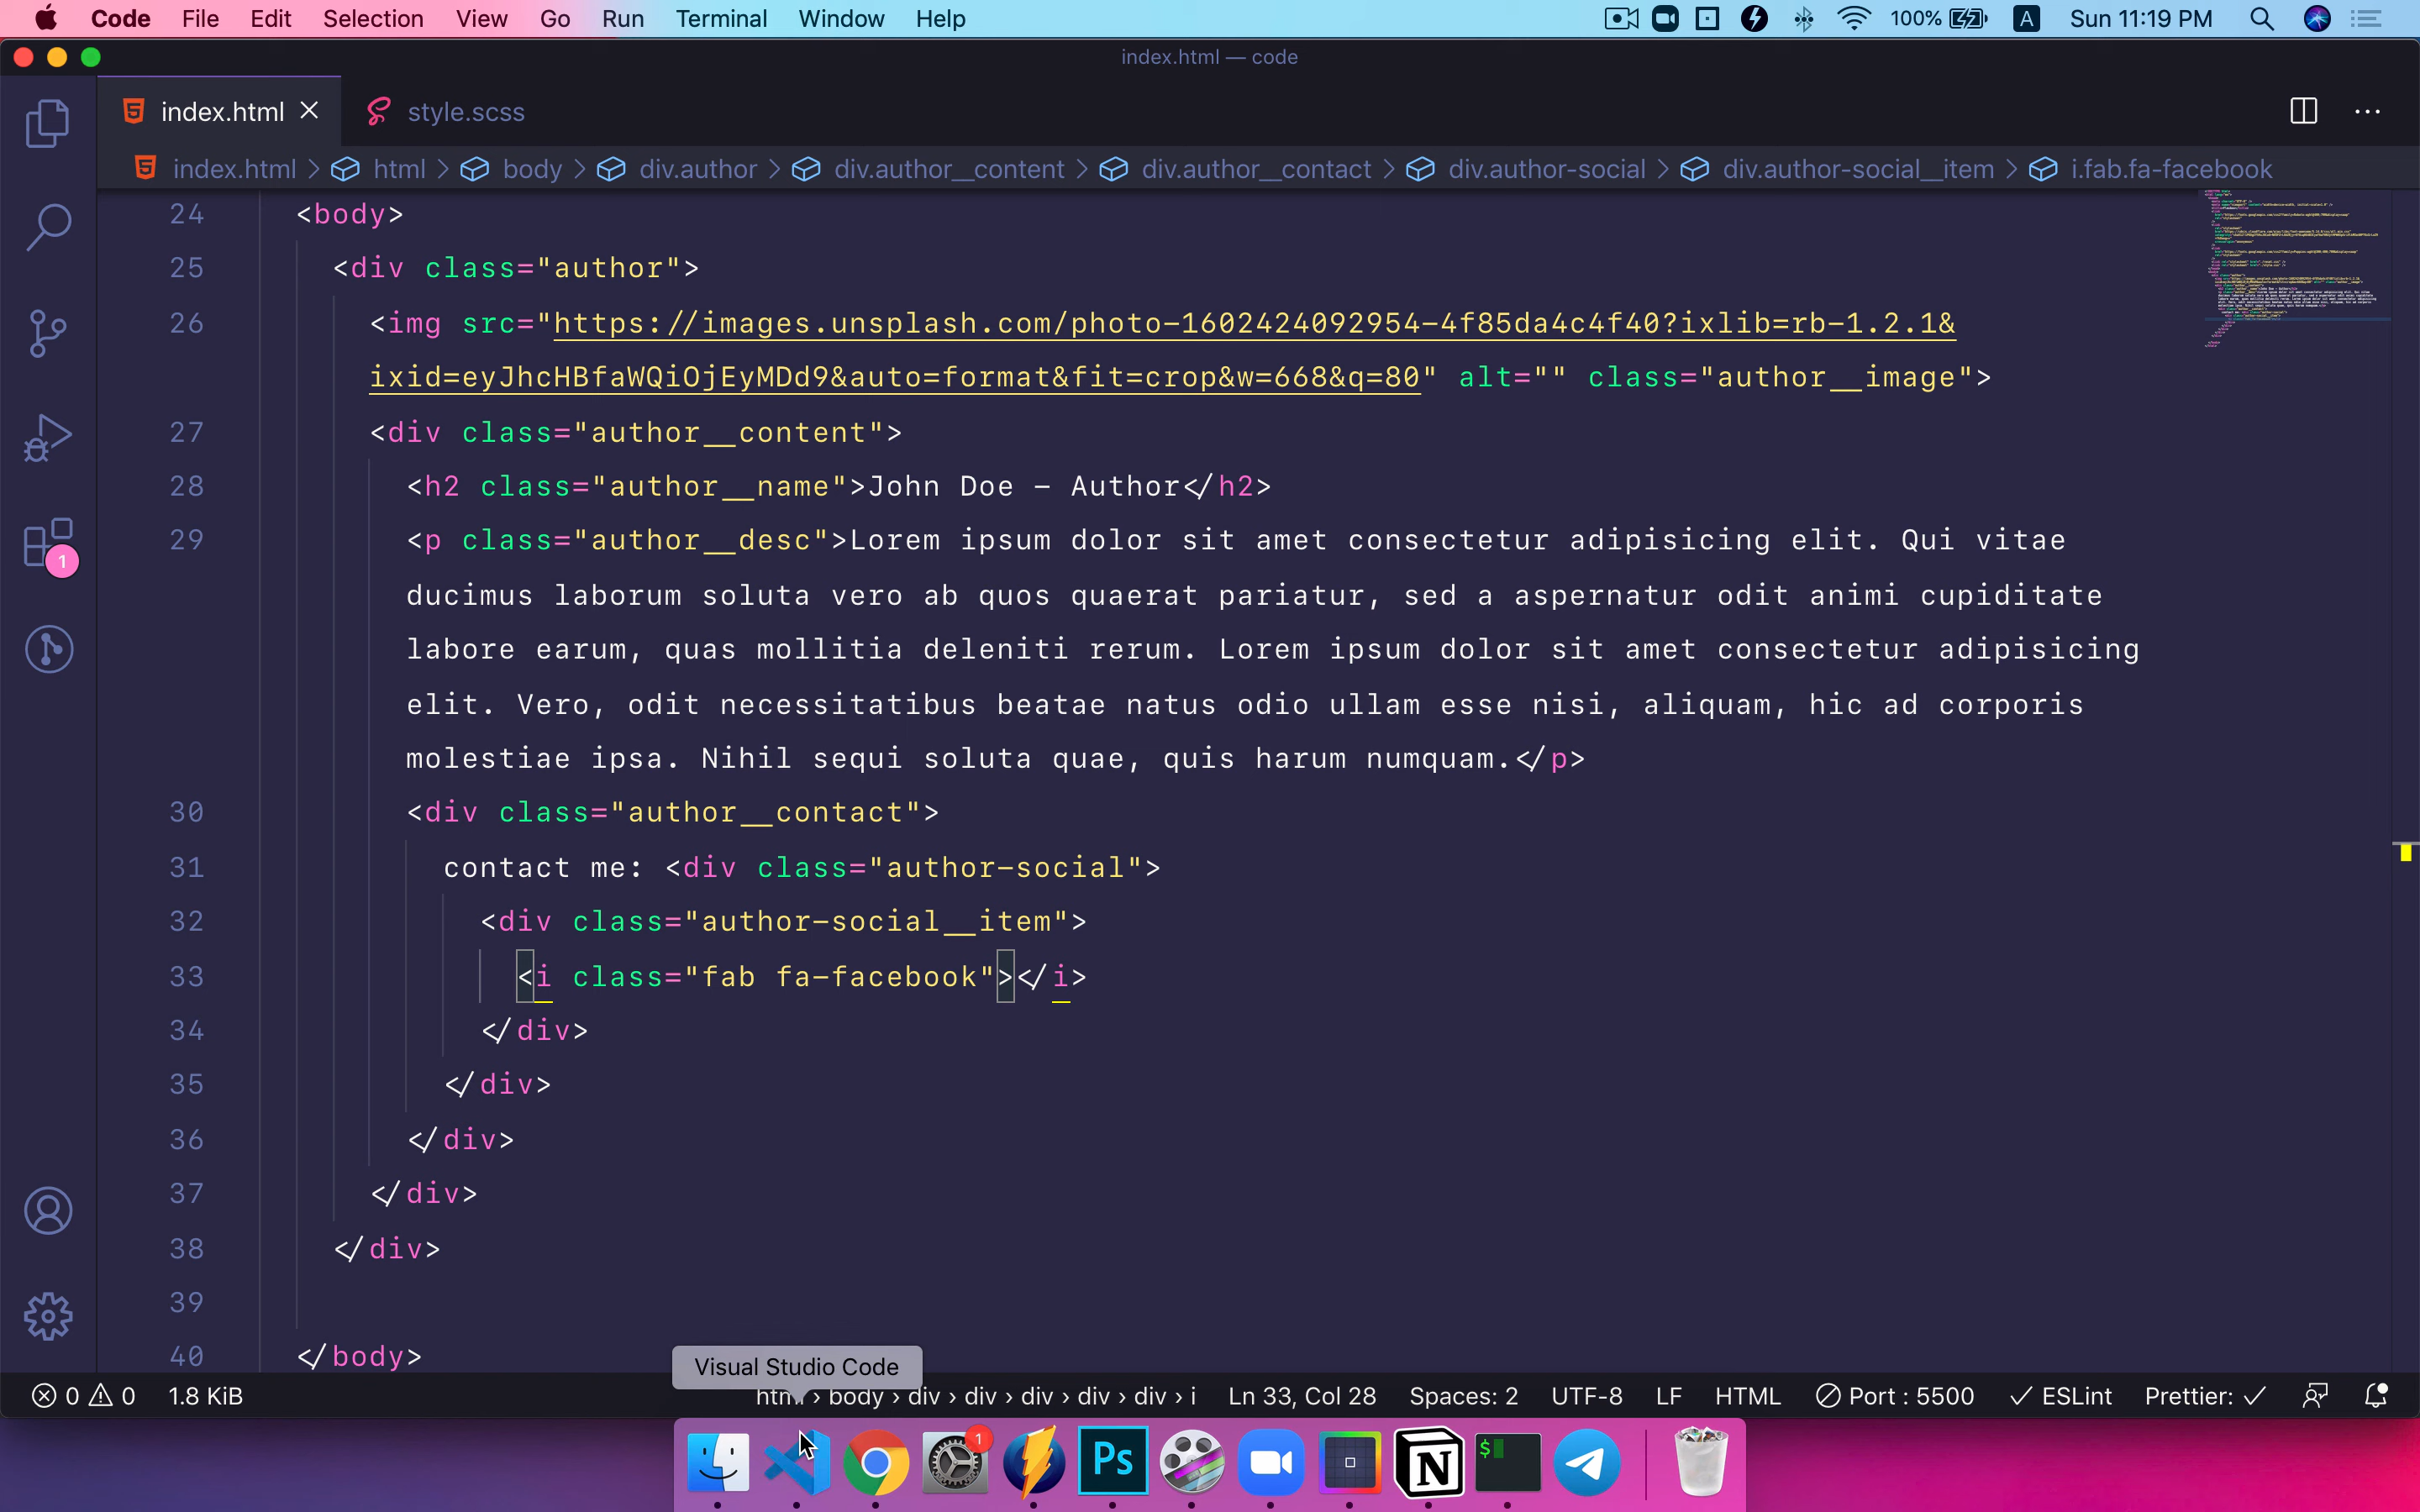 Code File Edit Selection View Go Run Terminal Window Help 100% A Sun 11:19 PM
index.html — code
index.html style.scss
index.html > html > body > div.author > div.author__content > div.author__contact > div.author-social > div.author-social__item > i.fab.fa-facebook
24 <body>
25 <div class="author">
26 <img src="https://images.unsplash.com/photo-1602424092954-4f85da4c4f40?ixlib=rb-1.2.1&
ixid=eyJhcHBfaWQiOjEyMDd9&auto=format&fit=crop&w=668&q=80" alt="" class="author__image">
27 <div class="author__content">
28 <h2 class="author__name">John Doe - Author</h2>
29 <p class="author__desc">Lorem ipsum dolor sit amet consectetur adipisicing elit. Qui vitae
ducimus laborum soluta vero ab quos quaerat pariatur, sed a aspernatur odit animi cupiditate
labore earum, quas mollitia deleniti rerum. Lorem ipsum dolor sit amet consectetur adipisicing
elit. Vero, odit necessitatibus beatae natus odio ullam esse nisi, aliquam, hic ad corporis
molestiae ipsa. Nihil sequi soluta quae, quis harum numquam.</p>
30 <div class="author__contact">
31 contact me: <div class="author-social">
32 <div class="author-social__item">
33 <i class="fab fa-facebook"></i>
34 </div>
35 </div>
36 </div>
37 </div>
38 </div>
39
40 </body>
1
Visual Studio Code
0 0 1.8 KiB html › body › div › div › div › div › div › i Ln 33, Col 28 Spaces: 2 UTF-8 LF HTML Port : 5500 ESLint Prettier: ✓
1 Ps N $